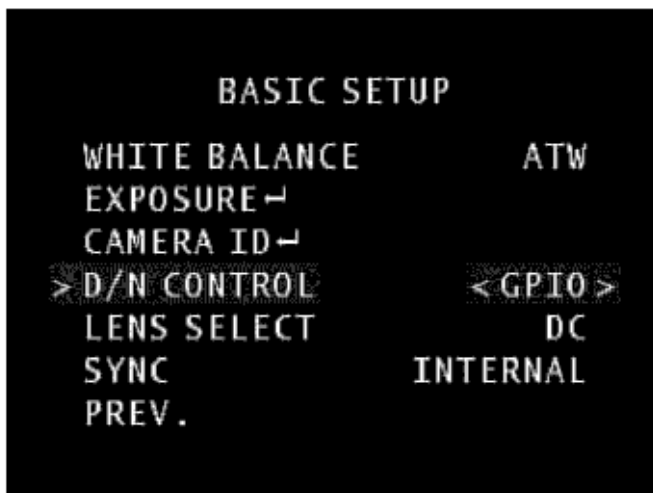 BASIC SETUP
WHITE BALANCE ATW
EXPOSURE↵
CAMERA ID↵
> D/N CONTROL <GPIO>
LENS SELECT DC
SYNC INTERNAL
PREV.